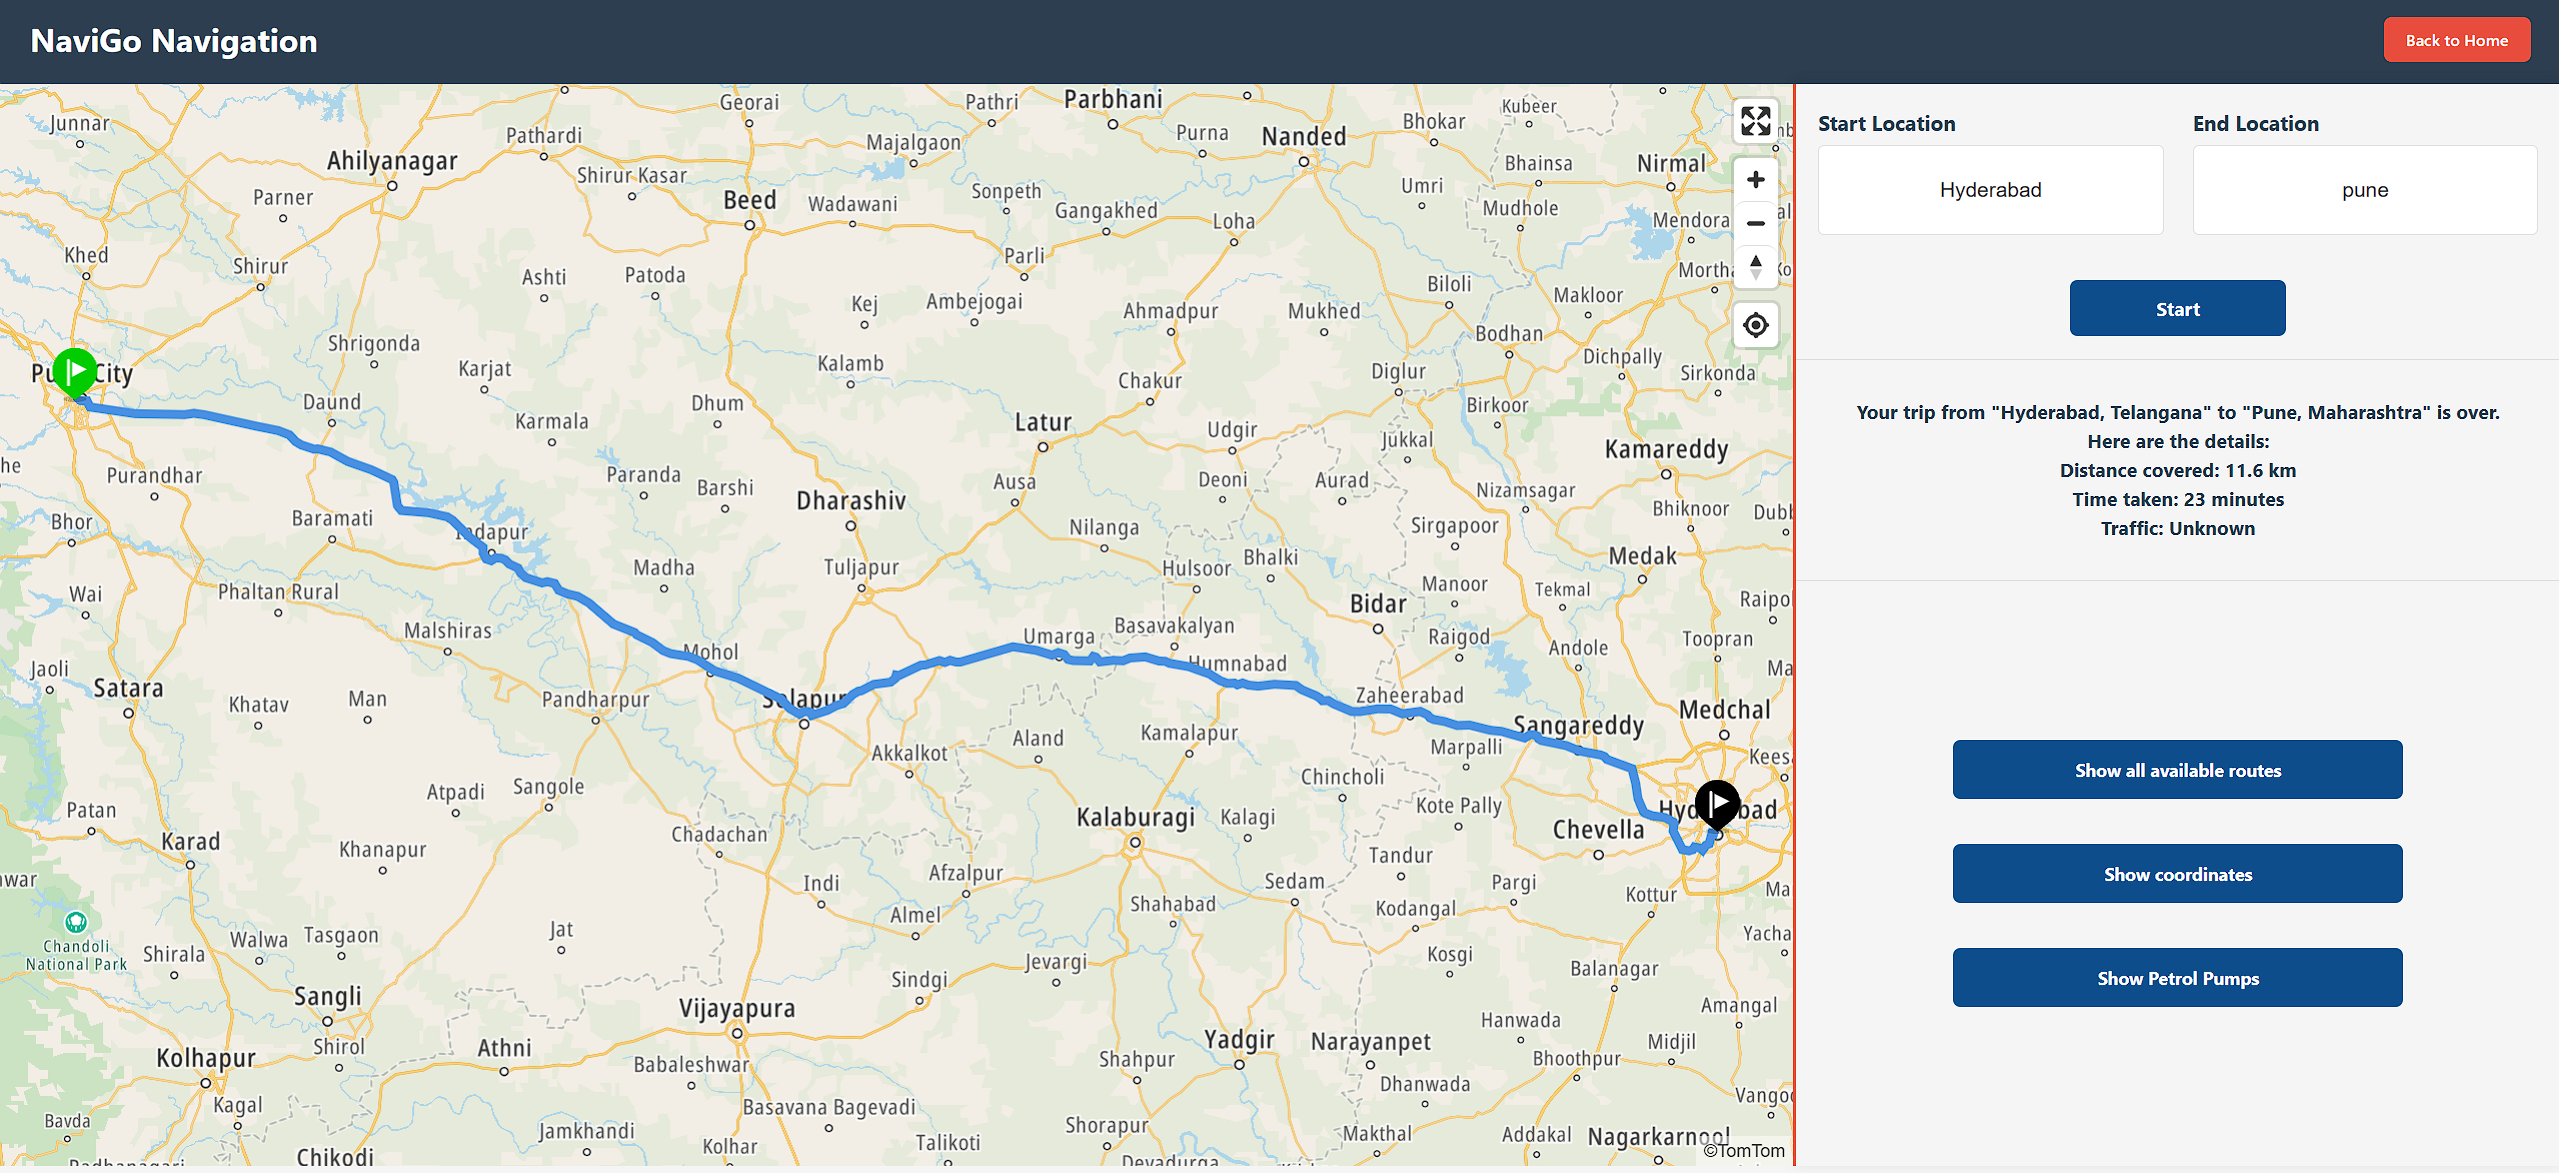 NaviGo Navigation
Back to Home
Junnar
Georai
Pathri
Parbhani
Kubeer
Pathardi
Majalgaon
Purna
Nanded
Bhokar
Ahilyanagar
Shirur Kasar
Bhainsa
Nirmal
Parner
Beed
Wadawani
Sonpeth
Gangakhed
Loha
Umri
Mudhole
Mendora
Khed
Shirur
Ashti
Patoda
Parli
Biloli
Kej
Ambejogai
Ahmadpur
Mukhed
Makloor
Shrigonda
Bodhan
Dichpally
Karjat
Kalamb
Chakur
Diglur
Sirkonda
Daund
Karmala
Dhum
Latur
Udgir
Birkoor
Jukkal
Kamareddy
Purandhar
Paranda
Barshi
Dharashiv
Ausa
Deoni
Aurad
Nizamsagar
Bhor
Baramati
Indapur
Nilanga
Sirgapoor
Bhiknoor
Madha
Tuljapur
Hulsoor
Bhalki
Medak
Wai
Phaltan Rural
Manoor
Tekmal
Bidar
Malshiras
Umarga
Basavakalyan
Raigod
Andole
Toopran
Jaoli
Mohol
Humnabad
Satara
Khatav
Man
Pandharpur
Solapur
Zaheerabad
Sangareddy
Medchal
Akkalkot
Aland
Kamalapur
Marpalli
Patan
Atpadi
Sangole
Chincholi
Kote Pally
Hyderabad
Karad
Khanapur
Chadachan
Kalaburagi
Kalagi
Chevella
Tandur
Indi
Afzalpur
Sedam
Pargi
Kottur
Almel
Shahabad
Kodangal
Chandoli
National Park
Shirala
Walwa
Tasgaon
Jat
Jevargi
Kosgi
Balanagar
Sindgi
Sangli
Vijayapura
Amangal
Shirol
Athni
Yadgir
Narayanpet
Hanwada
Midjil
Kolhapur
Babaleshwar
Shahpur
Bhoothpur
Dhanwada
Kagal
Basavana Bagevadi
Bavda
Jamkhandi
Kolhar
Talikoti
Shorapur
Makthal
Addakal
Nagarkarnool
Chikodi
Devadurga
©TomTom
Start Location
End Location
Hyderabad
pune
Start
Your trip from "Hyderabad, Telangana" to "Pune, Maharashtra" is over.
Here are the details:
Distance covered: 11.6 km
Time taken: 23 minutes
Traffic: Unknown
Show all available routes
Show coordinates
Show Petrol Pumps